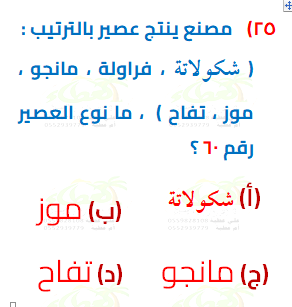 ٢٥) مصنع ينتج عصير بالترتيب :
( شكولاتة ، فراولة ، مانجو ،
موز ، تفاح ) ، ما نوع العصير
رقم ٦٠ ؟
(أ) شكولاتة
(ب) موز
(ج) مانجو
(د) تفاح